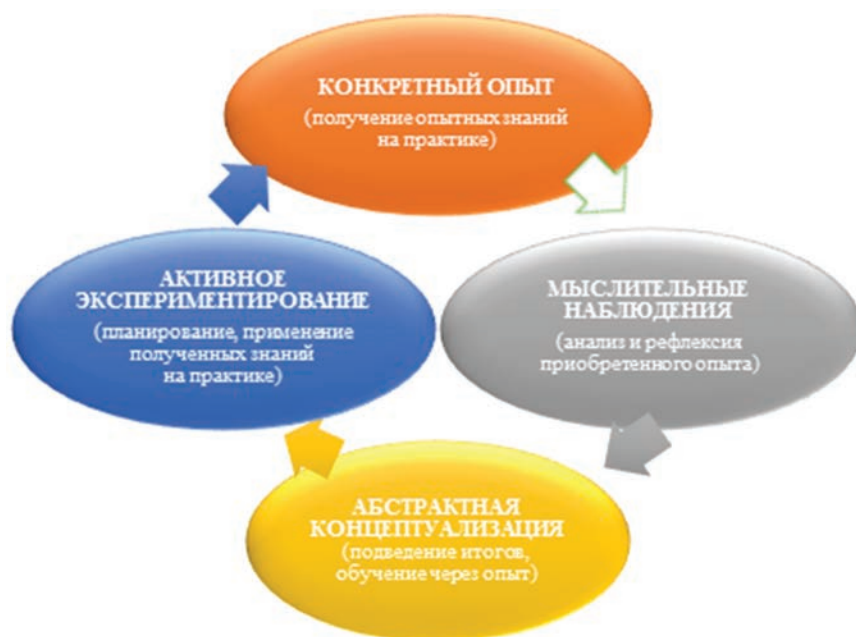 КОНКРЕТНЫЙ ОПЫТ
(получение опытных знаний
на практике)
МЫСЛИТЕЛЬНЫЕ
НАБЛЮДЕНИЯ
(анализ и рефлексия
приобретенного опыта)
АБСТРАКТНАЯ
КОНЦЕПТУАЛИЗАЦИЯ
(подведение итогов,
обучение через опыт)
АКТИВНОЕ
ЭКСПЕРИМЕНТИРОВАНИЕ
(планирование, применение
полученных знаний
на практике)